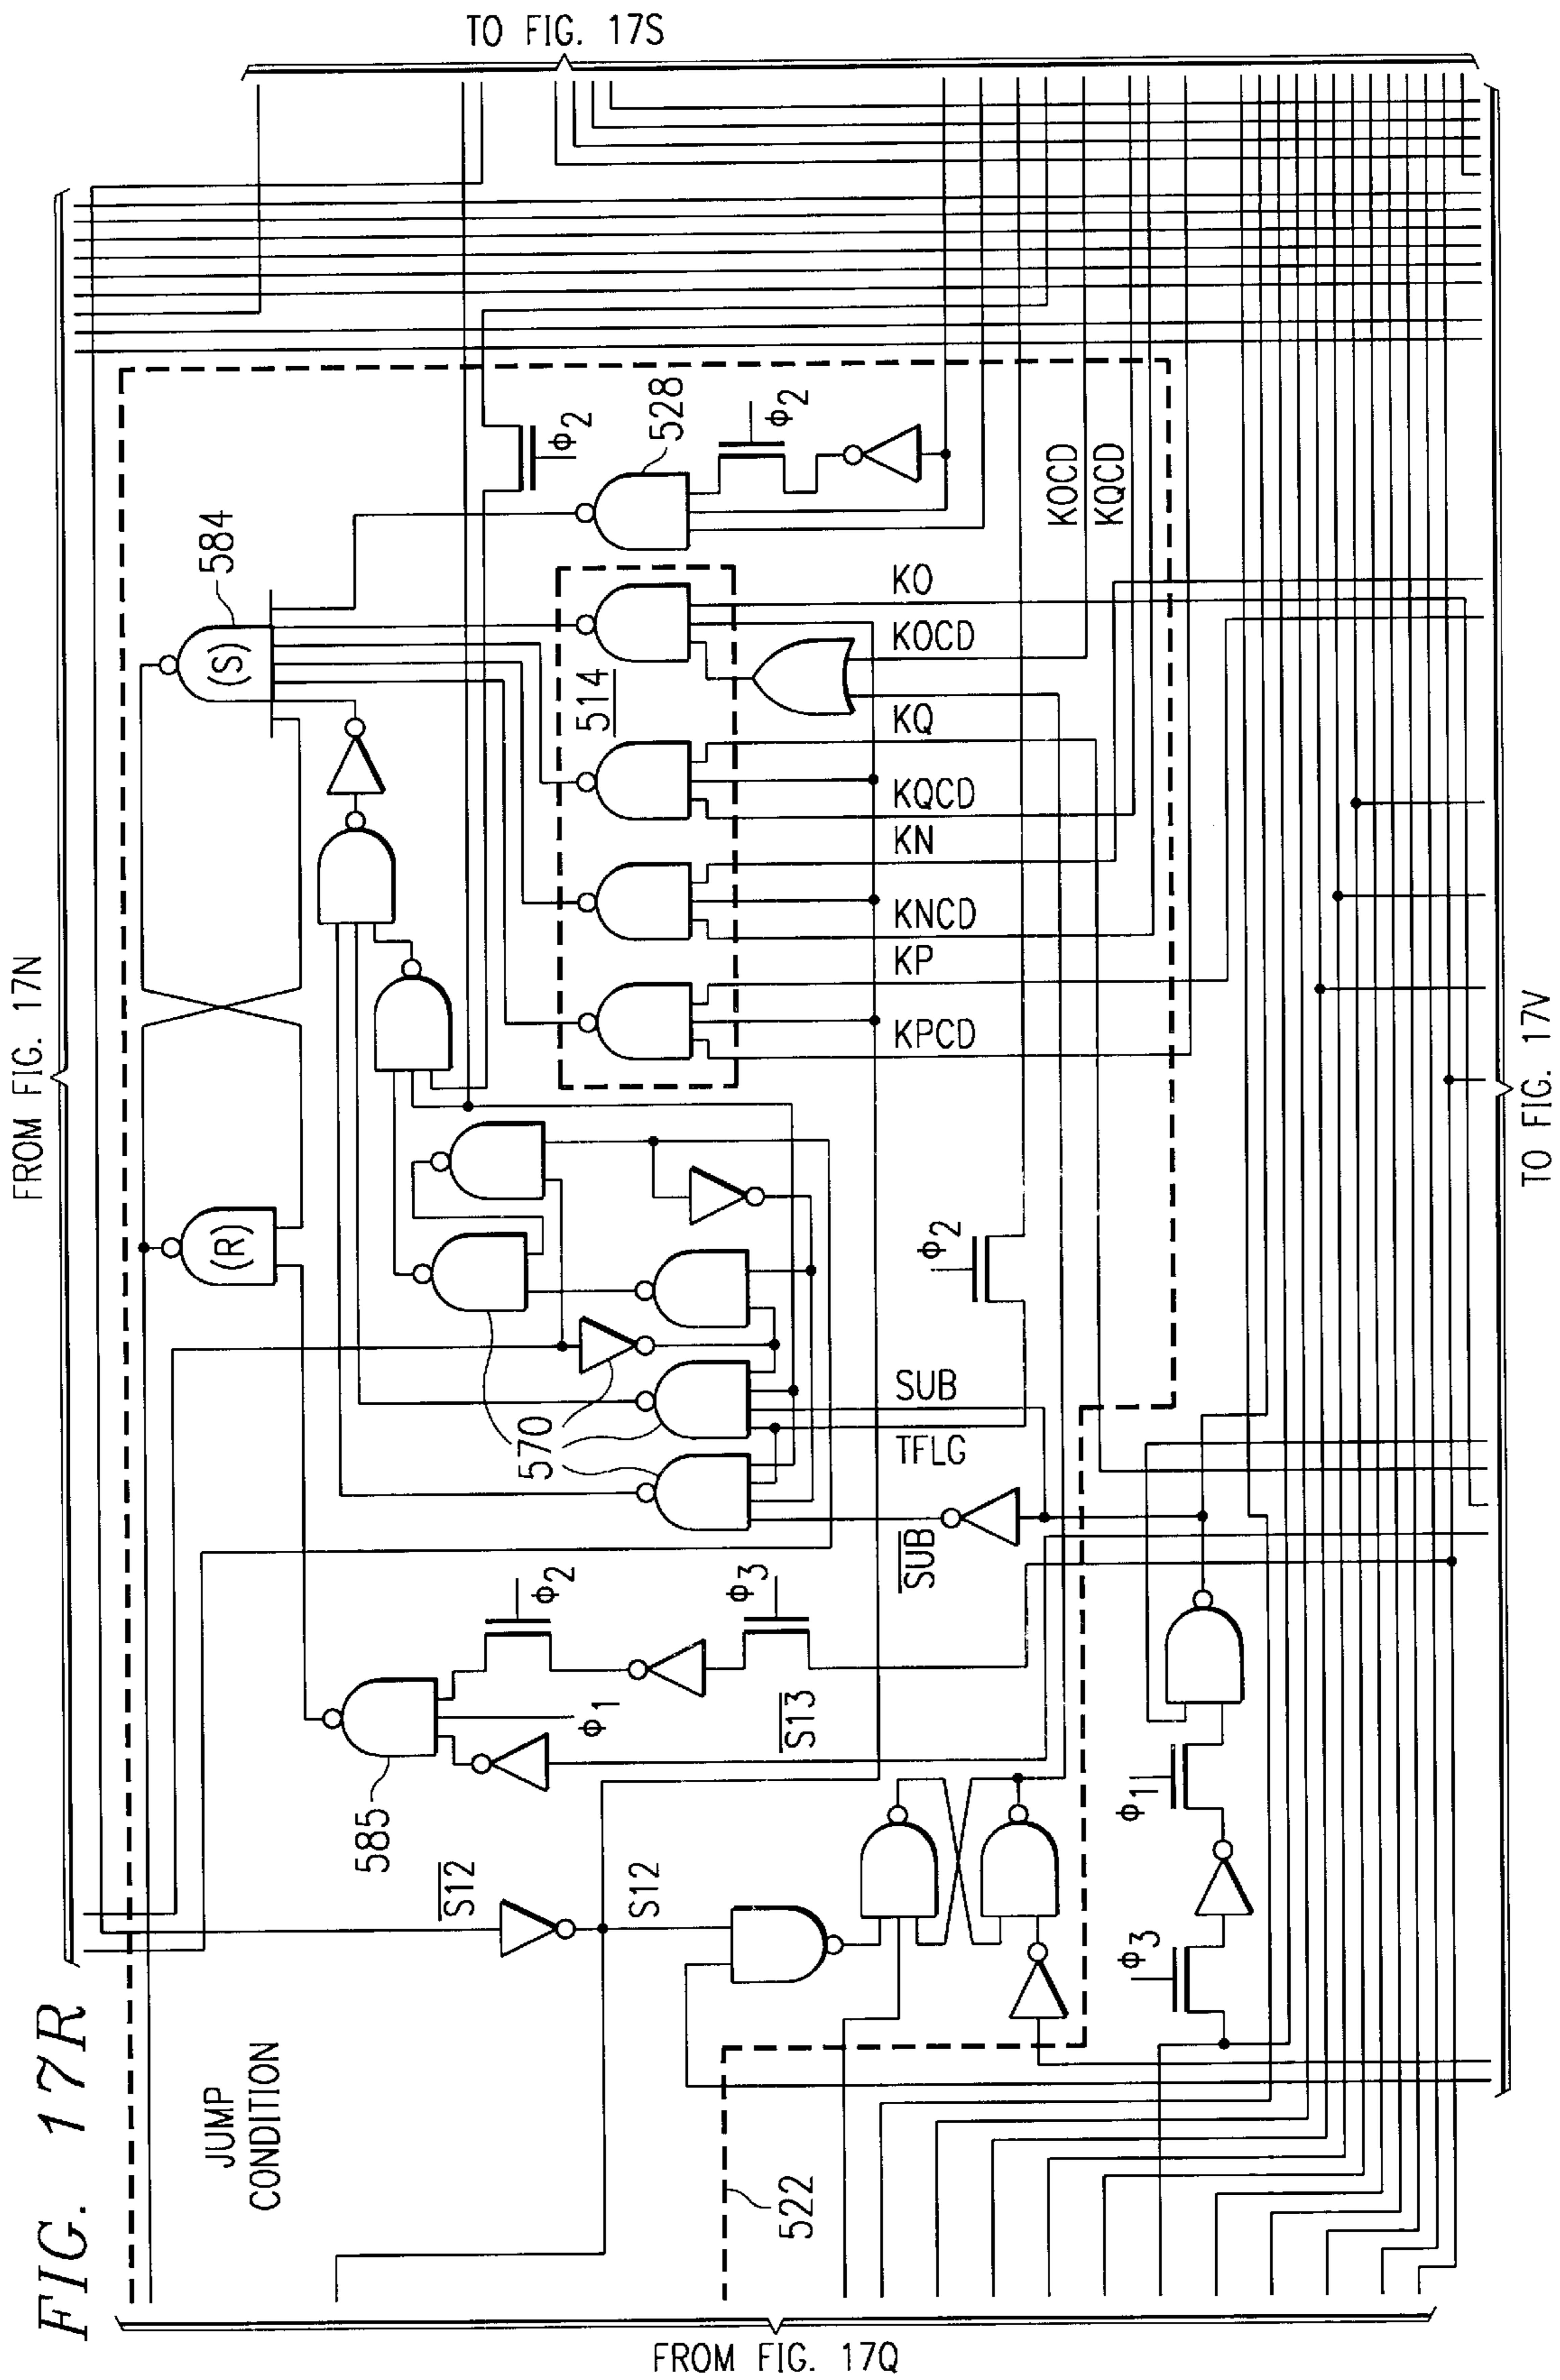 FIG. 17R
FROM FIG. 17N
TO FIG. 17S
FROM FIG. 17Q
TO FIG. 17V
JUMP
CONDITION
(R)
(S)
584
585
S12
S12
S13
Φ1
Φ2
Φ3
570
514
528
Φ2
Φ2
SUB
TFLG
SUB
Φ2
KPCD
KP
KNCD
KN
KQCD
KQ
KOCD
KO
KOCD
KQCD
522
Φ3
Φ1